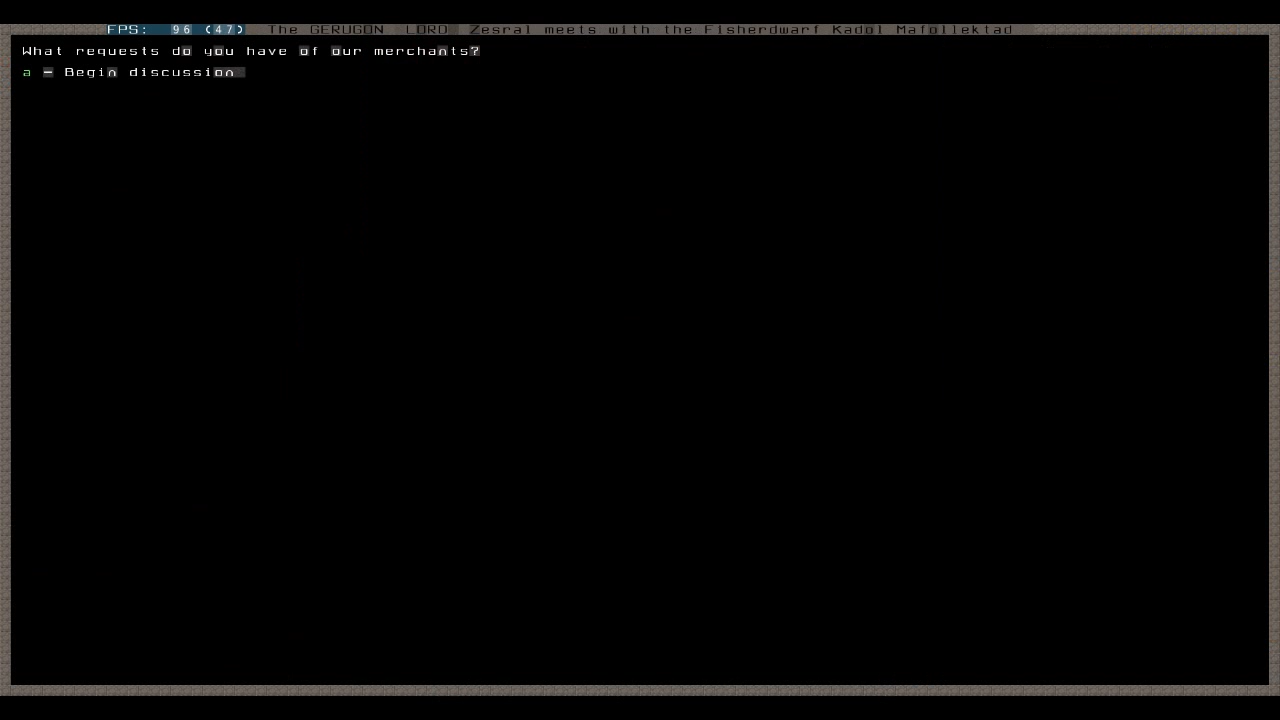 FPS: 96 (47) The GERUGON LORD Zesral meets with the Fisherdwarf Kadol Mafollektad
What requests do you have of our merchants?
a - Begin discussion